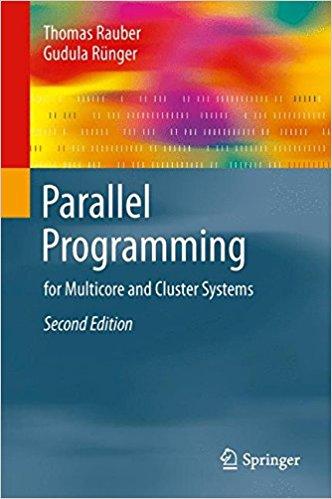 Thomas Rauber
Gudula Rünger
Parallel
Programming
for Multicore and Cluster Systems
Second Edition
Springer